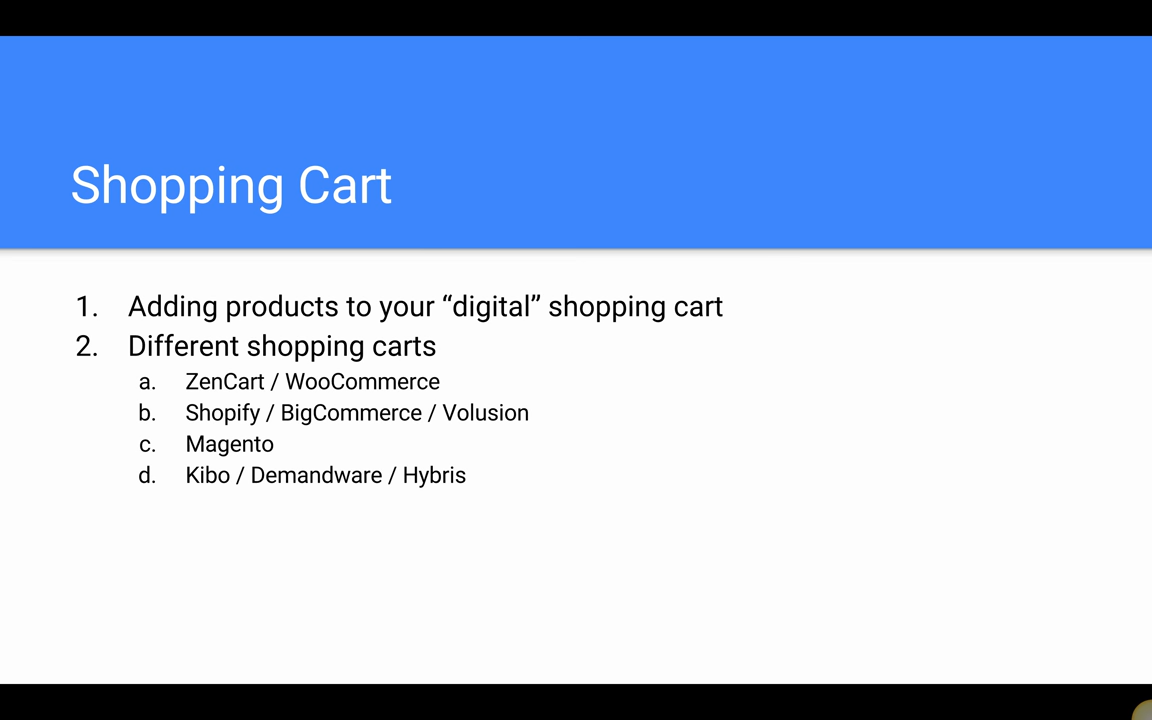 Shopping Cart
1. Adding products to your “digital” shopping cart
2. Different shopping carts
a. ZenCart / WooCommerce
b. Shopify / BigCommerce / Volusion
c. Magento
d. Kibo / Demandware / Hybris